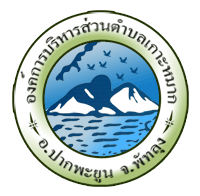 องค์การบริหารส่วนตำบลเกาะหมาก
อ.ปากพะยูน จ.พัทลุง